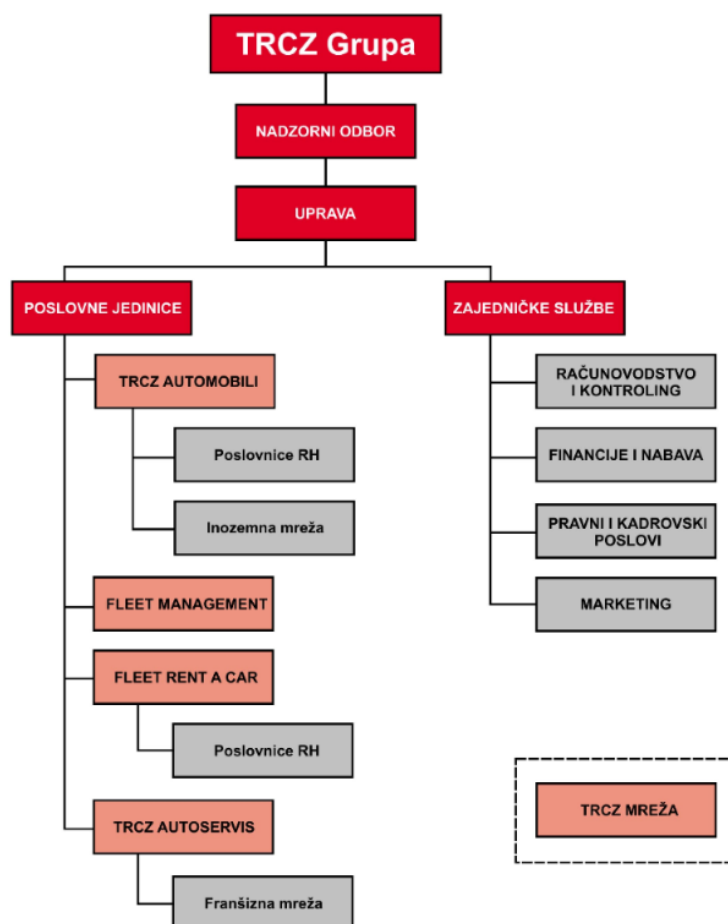 TRCZ Grupa
NADZORNI ODBOR
UPRAVA
POSLOVNE JEDINICE
TRCZ AUTOMOBILI
Poslovnice RH
Inozemna mreža
FLEET MANAGEMENT
FLEET RENT A CAR
Poslovnice RH
TRCZ AUTOSERVIS
Franšizna mreža
ZAJEDNIČKE SLUŽBE
RAČUNOVODSTVO
I KONTROLING
FINANCIJE I NABAVA
PRAVNI I KADROVSKI
POSLOVI
MARKETING
TRCZ MREŽA